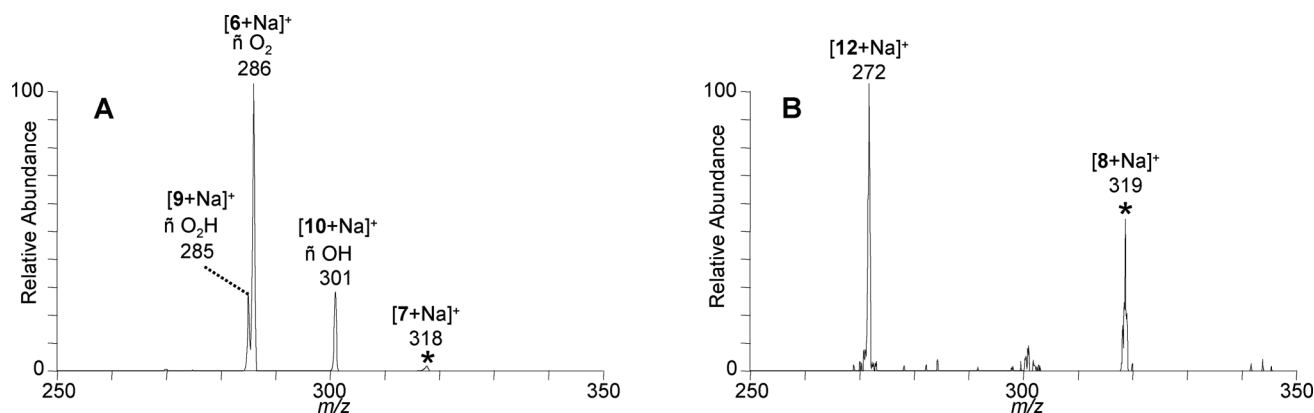 [6+Na]⁺
ñ O₂
286
100
A
[9+Na]⁺
ñ O₂H
285
[10+Na]⁺
ñ OH
301
[7+Na]⁺
318
*
Relative Abundance
0
250
300
350
m/z
[12+Na]⁺
272
100
B
[8+Na]⁺
319
*
Relative Abundance
0
250
300
350
m/z